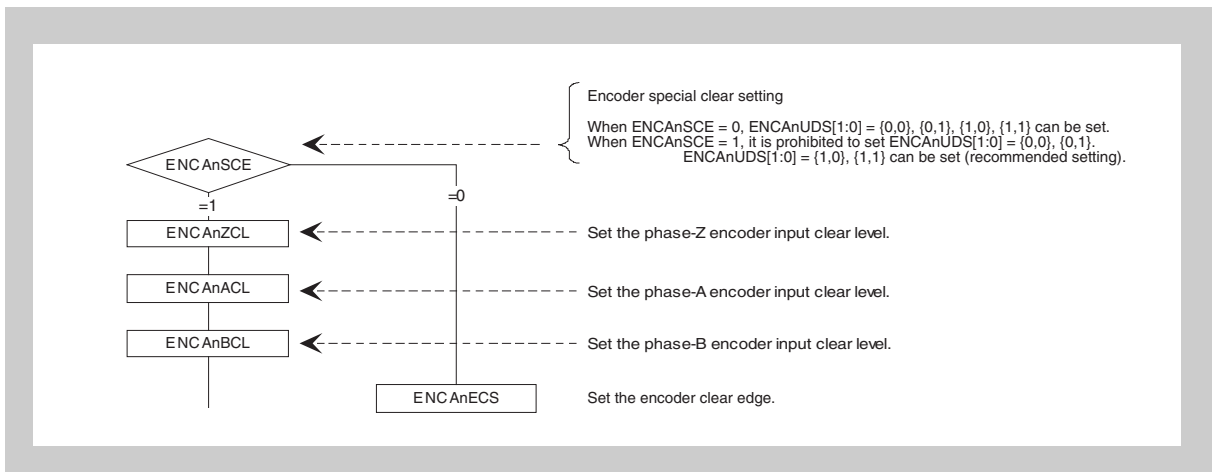 Encoder special clear setting
When ENCAnSCE = 0, ENCAnUDS[1:0] = {0,0}, {0,1}, {1,0}, {1,1} can be set.
When ENCAnSCE = 1, it is prohibited to set ENCAnUDS[1:0] = {0,0}, {0,1}.
ENCAnUDS[1:0] = {1,0}, {1,1} can be set (recommended setting).
ENCAnSCE
=1
=0
ENCAnZCL
Set the phase-Z encoder input clear level.
ENCAnACL
Set the phase-A encoder input clear level.
ENCAnBCL
Set the phase-B encoder input clear level.
ENCAnECS
Set the encoder clear edge.